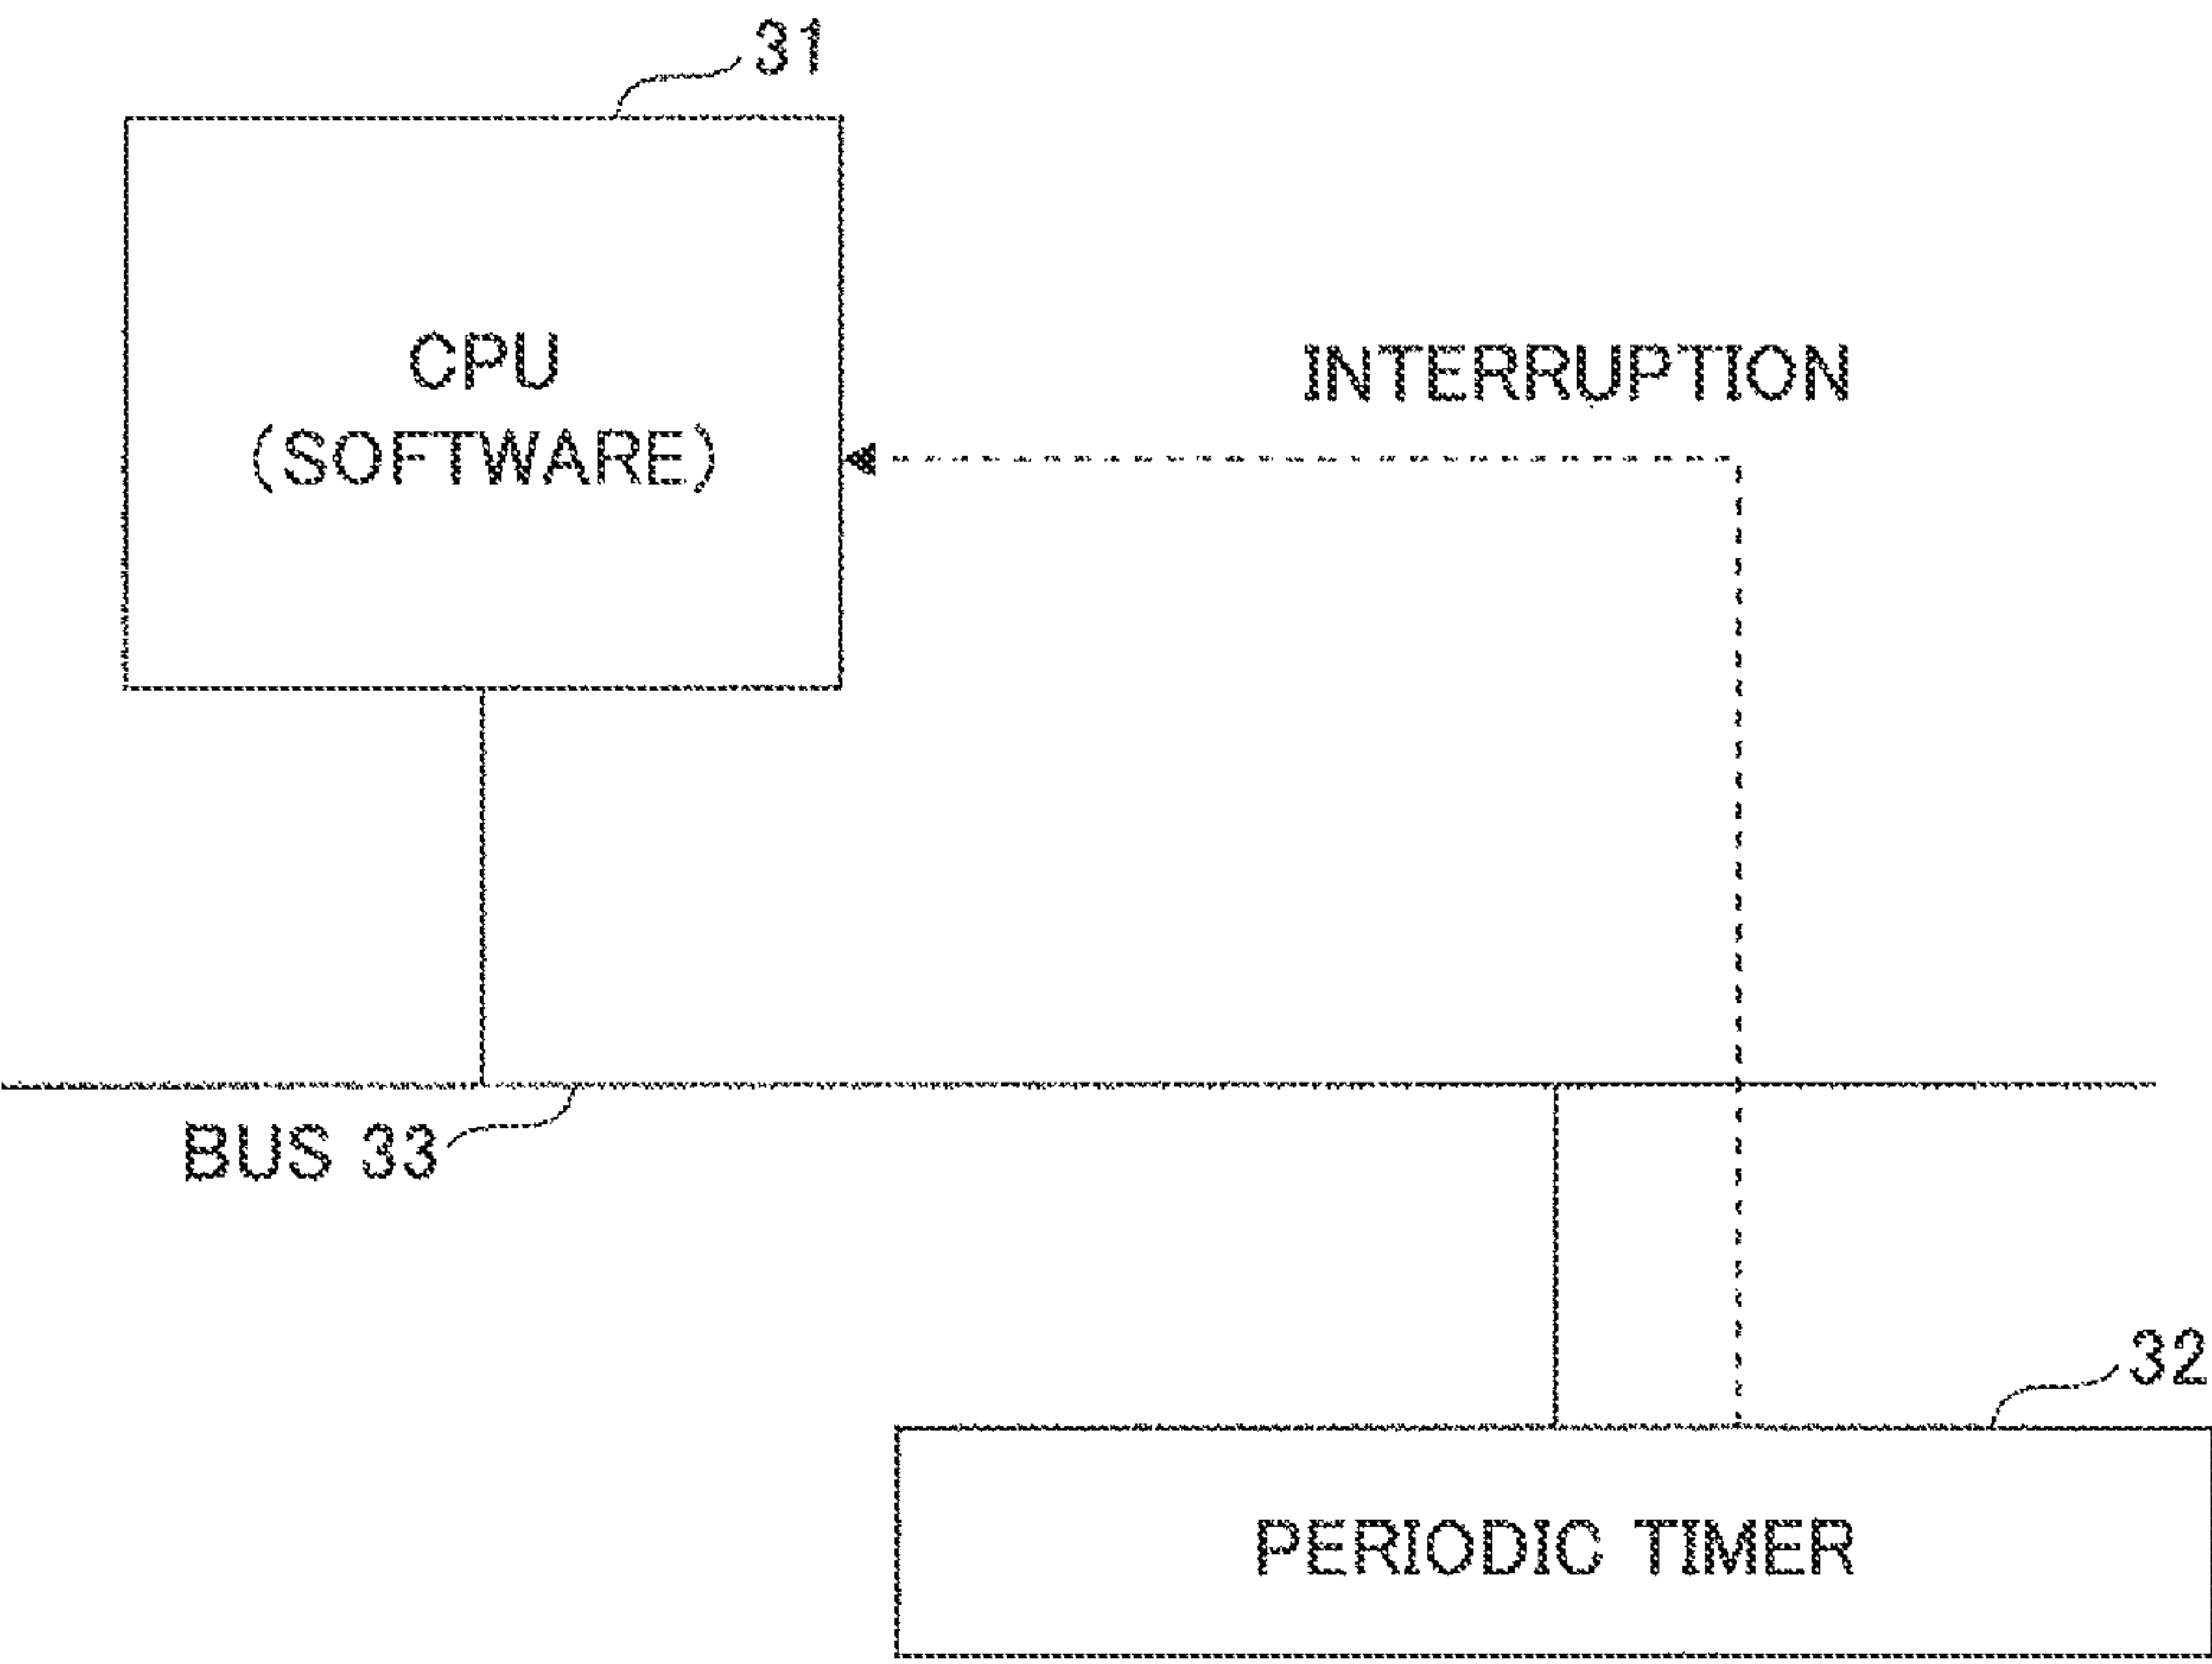 31
CPU
(SOFTWARE)
INTERRUPTION
BUS 33
32
PERIODIC TIMER